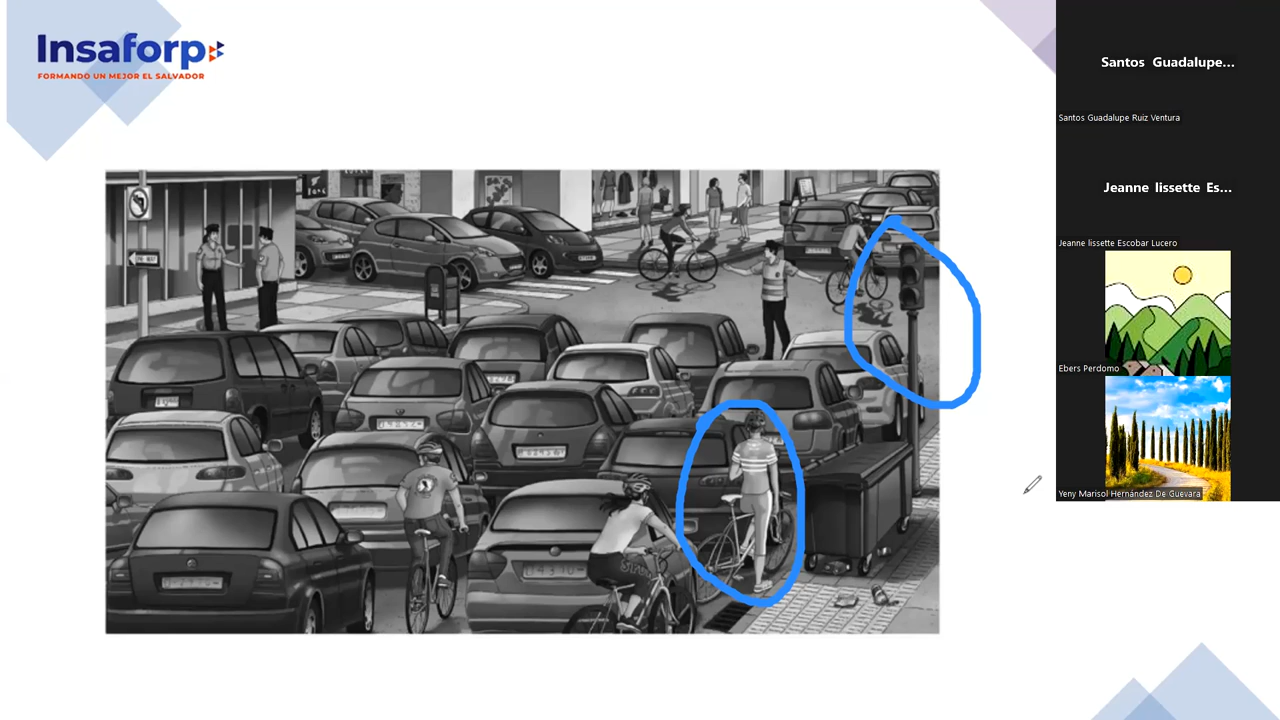 Insaforp
FORMANDO UN MEJOR EL SALVADOR
Santos Guadalupe...
Santos Guadalupe Ruiz Ventura
Jeanne lissette Es...
Jeanne lissette Escobar Lucero
Ebers Perdomo
Yeny Marisol Hernández De Guevara